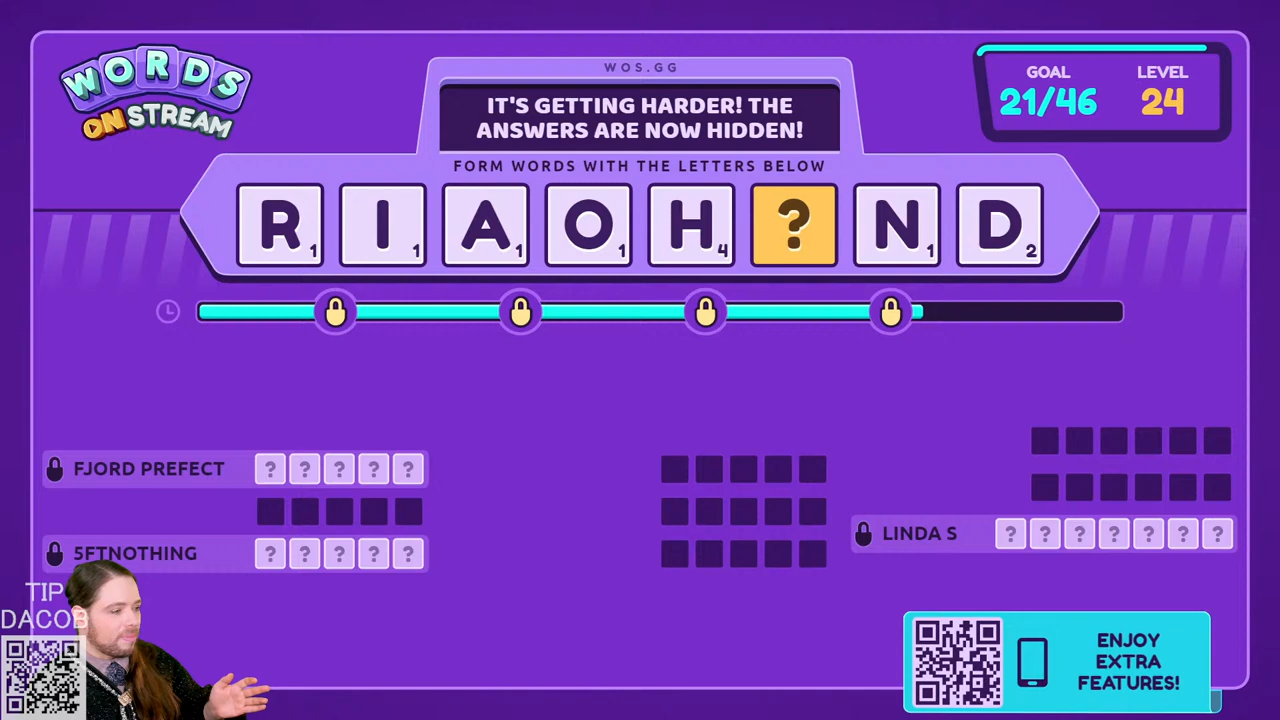 WORDS
ON STREAM
WOS.GG
IT'S GETTING HARDER! THE
ANSWERS ARE NOW HIDDEN!
GOAL
21/46
LEVEL
24
FORM WORDS WITH THE LETTERS BELOW
R1 I1 A1 O1 H4 ? N1 D2
FJORD PREFECT ? ? ? ? ?
5FTNOTHING ? ? ? ? ?
LINDA S ? ? ? ? ? ? ?
TIP
DACOB
ENJOY
EXTRA
FEATURES!